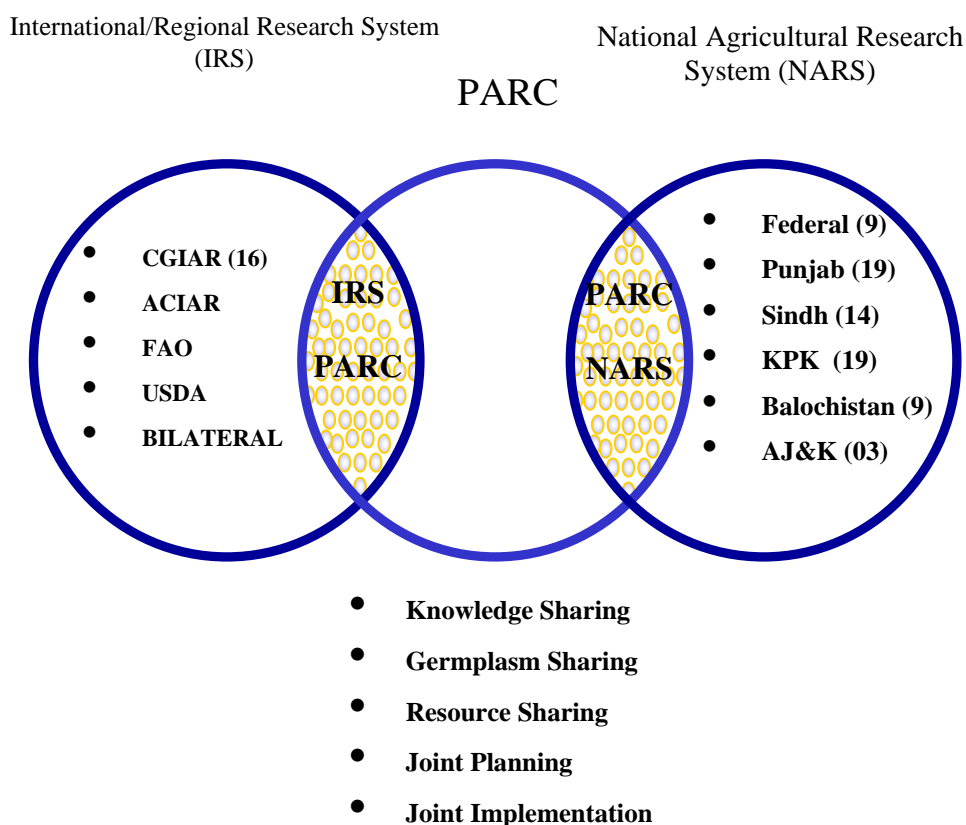 International/Regional Research System
(IRS)
National Agricultural Research
System (NARS)
PARC
• CGIAR (16)
• ACIAR
• FAO
• USDA
• BILATERAL
IRS
PARC
PARC
NARS
• Federal (9)
• Punjab (19)
• Sindh (14)
• KPK (19)
• Balochistan (9)
• AJ&K (03)
• Knowledge Sharing
• Germplasm Sharing
• Resource Sharing
• Joint Planning
• Joint Implementation